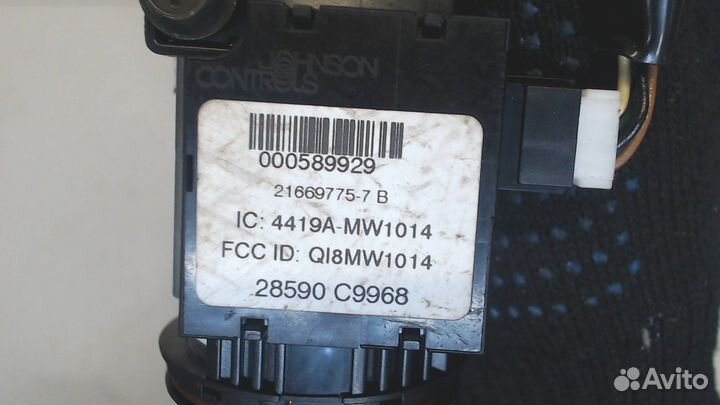 JOHNSON
CONTROLS
000589929
21669775-7 B
IC: 4419A-MW1014
FCC ID: QI8MW1014
28590 C9968
Avito